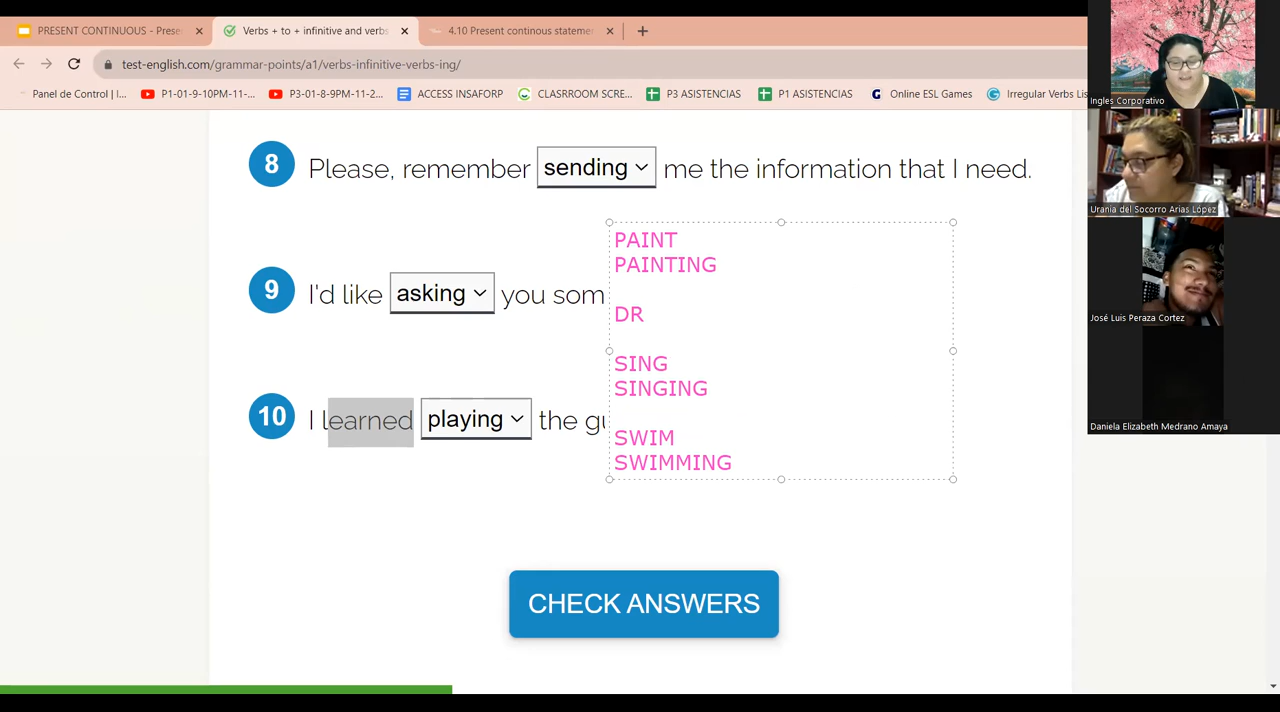 PRESENT CONTINUOUS - Prese
Verbs + to + infinitive and verbs
4.10 Present continous stateme
test-english.com/grammar-points/a1/verbs-infinitive-verbs-ing/
Panel de Control | I...
P1-01-9-10PM-11-...
P3-01-8-9PM-11-2...
ACCESS INSAFORP
CLASRROOM SCRE...
P3 ASISTENCIAS
P1 ASISTENCIAS
Online ESL Games
Irregular Verbs Lis
8 Please, remember sending me the information that I need.
9 I'd like asking you som
10 I learned playing the gu
PAINT
PAINTING
DR
SING
SINGING
SWIM
SWIMMING
CHECK ANSWERS
Ingles Corporativo
Urania del Socorro Arias López
José Luis Peraza Cortez
Daniela Elizabeth Medrano Amaya